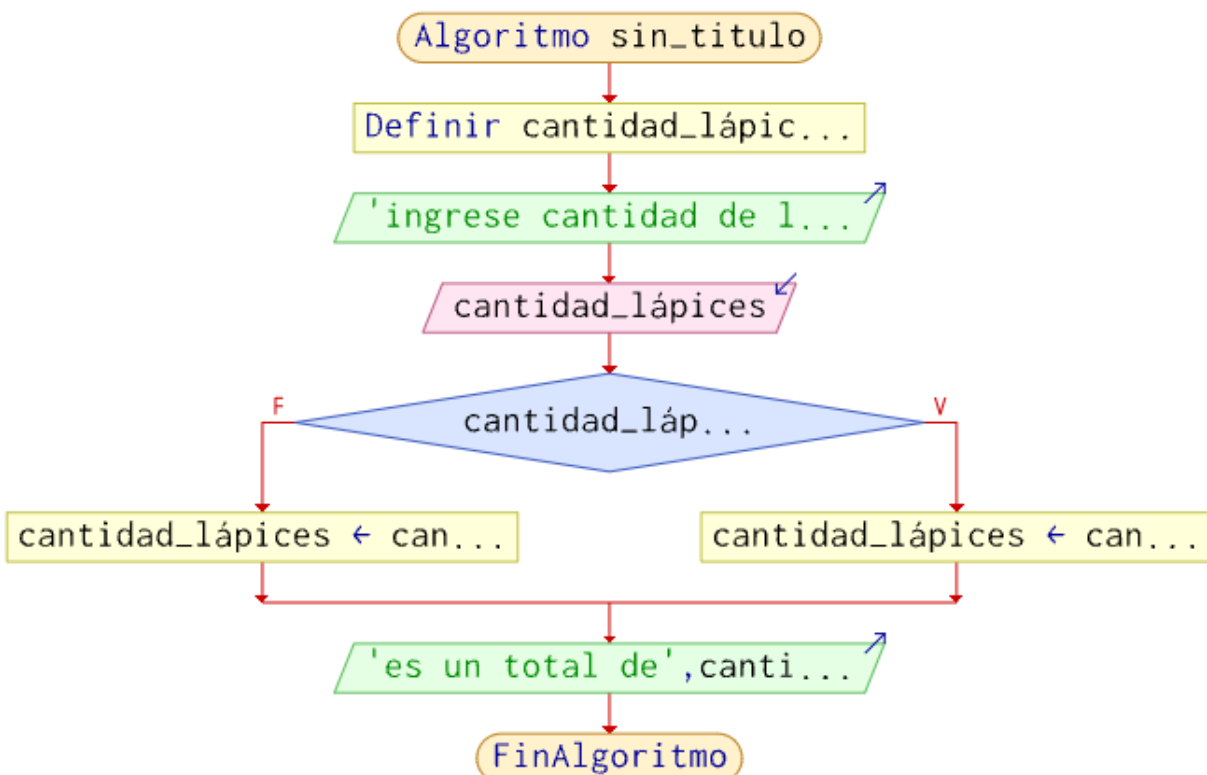 Algoritmo sin_titulo
Definir cantidad_lápic...
'ingrese cantidad de l...
cantidad_lápices
cantidad_láp...
F
V
cantidad_lápices ← can...
cantidad_lápices ← can...
'es un total de',canti...
FinAlgoritmo